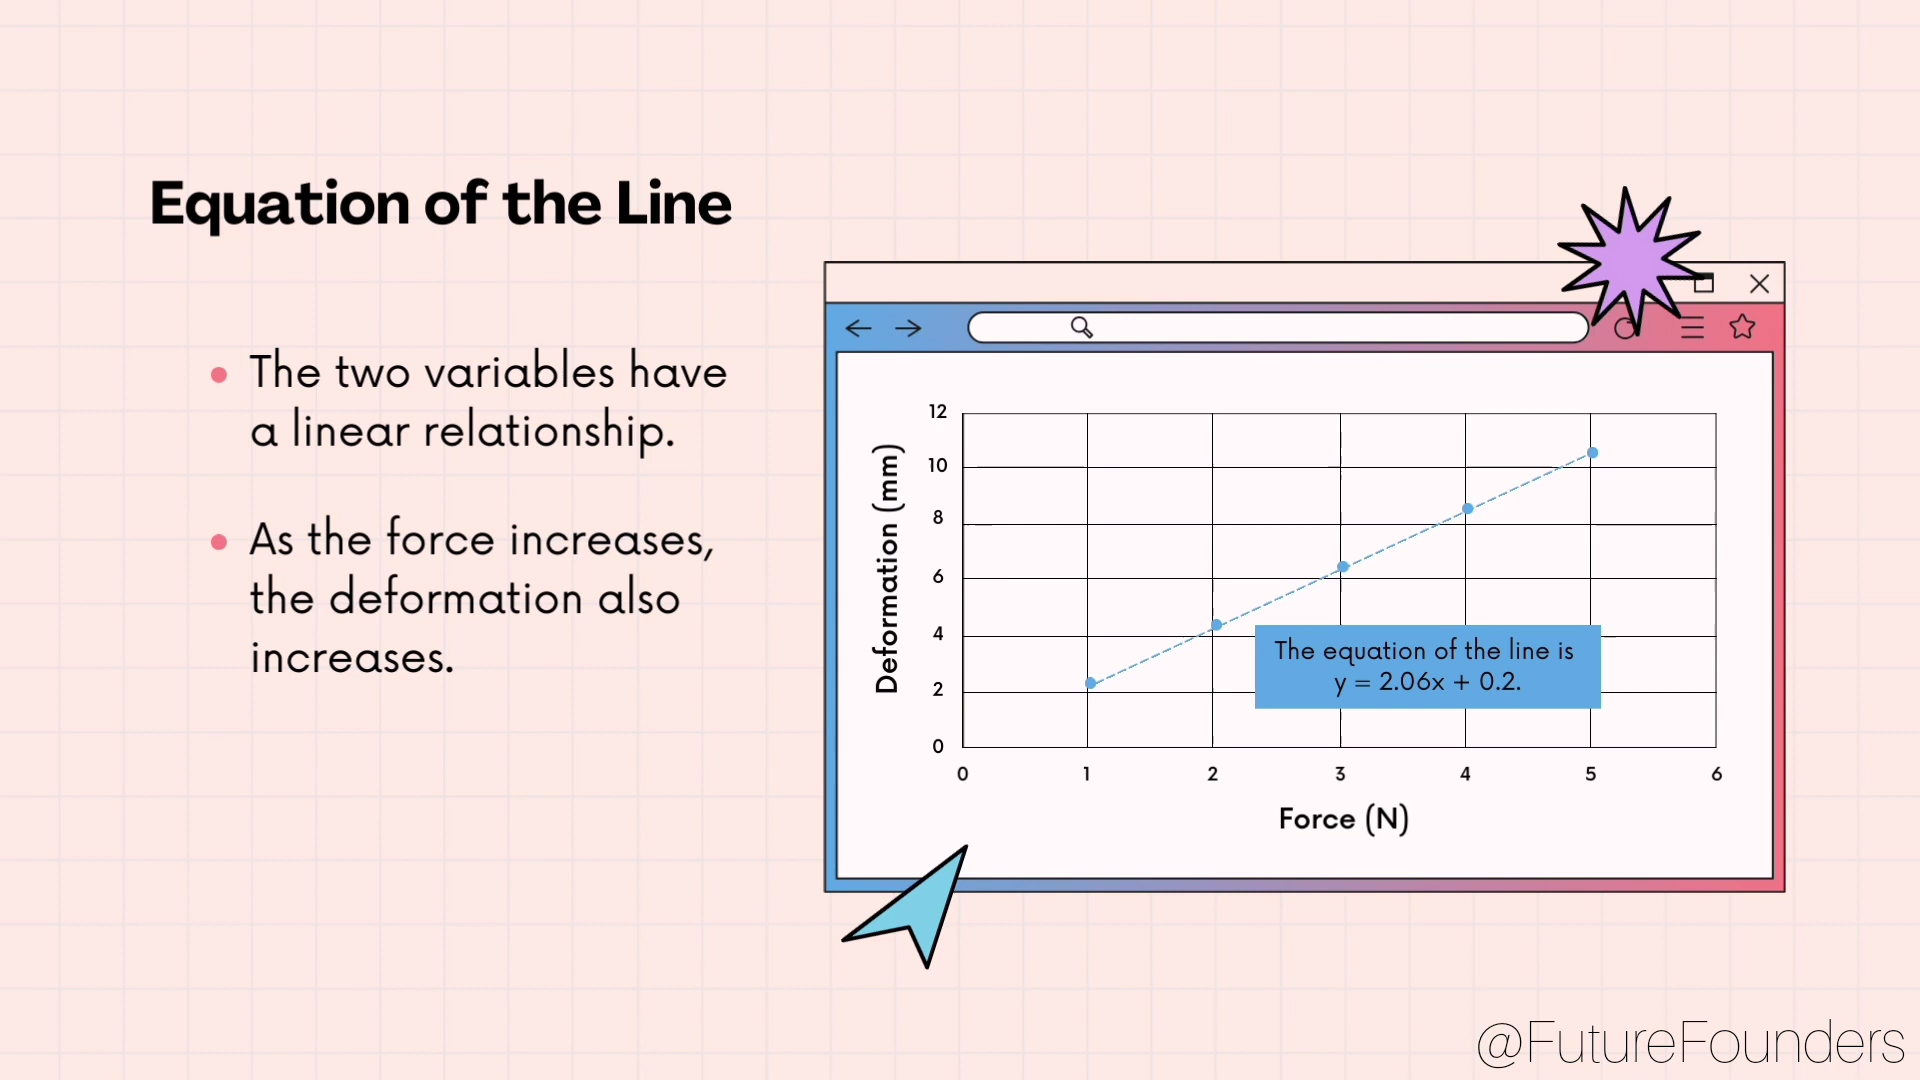 Equation of the Line
The two variables have
a linear relationship.
As the force increases,
the deformation also
increases.
12
10
8
6
4
2
0
Deformation (mm)
The equation of the line is
y = 2.06x + 0.2.
0 1 2 3 4 5 6
Force (N)
@FutureFounders